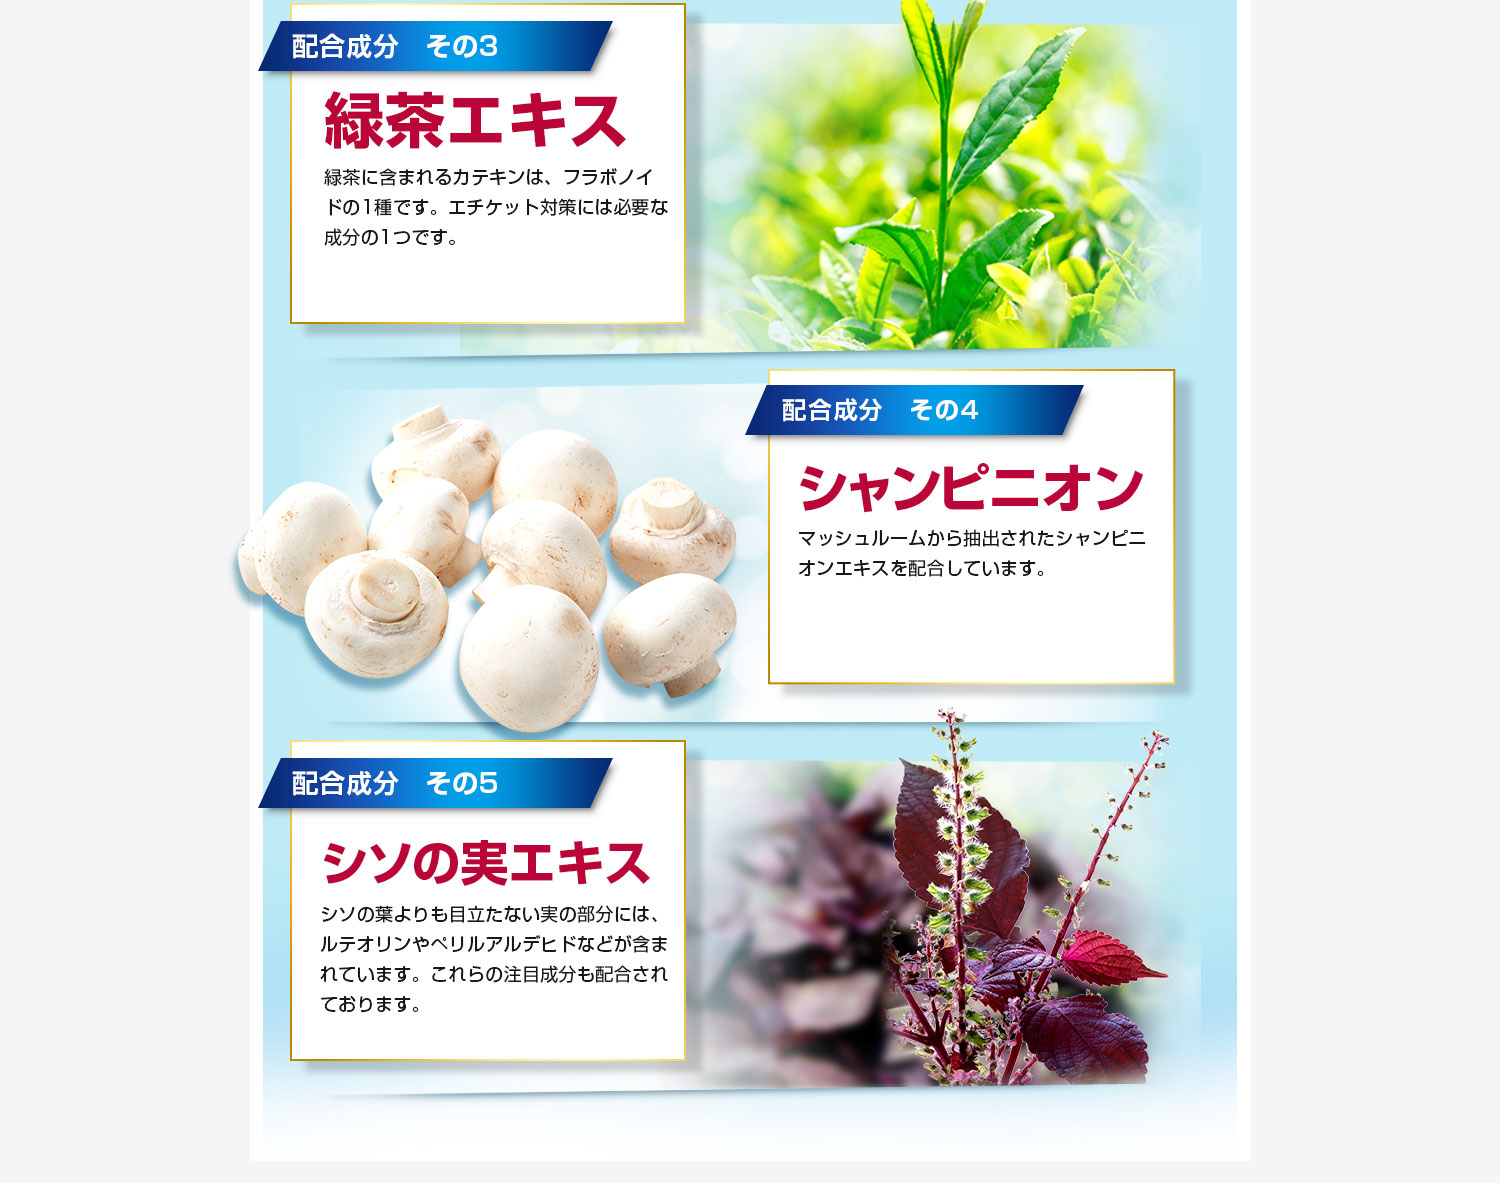 配合成分　その3
緑茶エキス
緑茶に含まれるカテキンは、フラボノイ
ドの1種です。エチケット対策には必要な
成分の1つです。
配合成分　その4
シャンピニオン
マッシュルームから抽出されたシャンピニ
オンエキスを配合しています。
配合成分　その5
シソの実エキス
シソの葉よりも目立たない実の部分には、
ルテオリンやペリルアルデヒドなどが含ま
れています。これらの注目成分も配合され
ております。